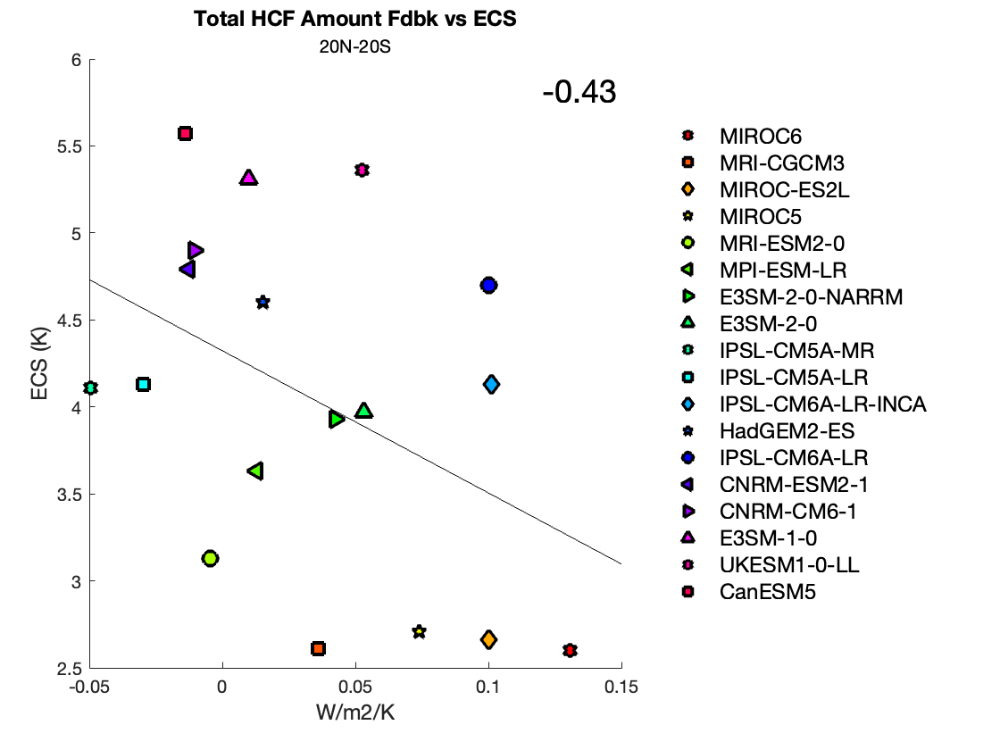 Total HCF Amount Fdbk vs ECS
20N-20S
-0.43
6
5.5
5
4.5
4
3.5
3
2.5
ECS (K)
-0.05
0
0.05
0.1
0.15
W/m2/K
MIROC6
MRI-CGCM3
MIROC-ES2L
MIROC5
MRI-ESM2-0
MPI-ESM-LR
E3SM-2-0-NARRM
E3SM-2-0
IPSL-CM5A-MR
IPSL-CM5A-LR
IPSL-CM6A-LR-INCA
HadGEM2-ES
IPSL-CM6A-LR
CNRM-ESM2-1
CNRM-CM6-1
E3SM-1-0
UKESM1-0-LL
CanESM5